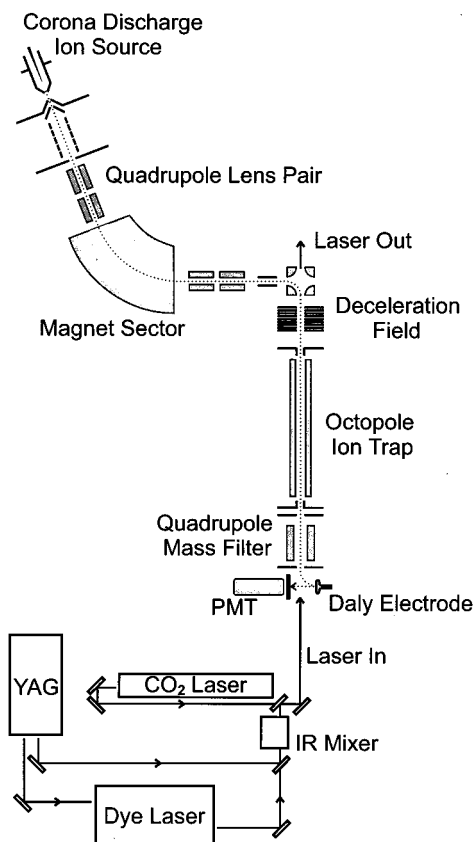 Corona Discharge
Ion Source
Quadrupole Lens Pair
Laser Out
Magnet Sector
Deceleration
Field
Octopole
Ion Trap
Quadrupole
Mass Filter
PMT
Daly Electrode
Laser In
YAG
CO₂ Laser
IR Mixer
Dye Laser